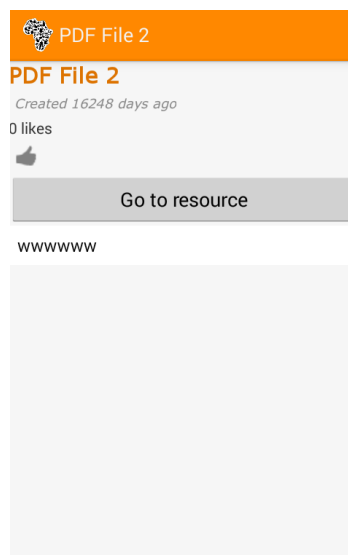 PDF File 2
PDF File 2
Created 16248 days ago
0 likes
Go to resource
wwwwww